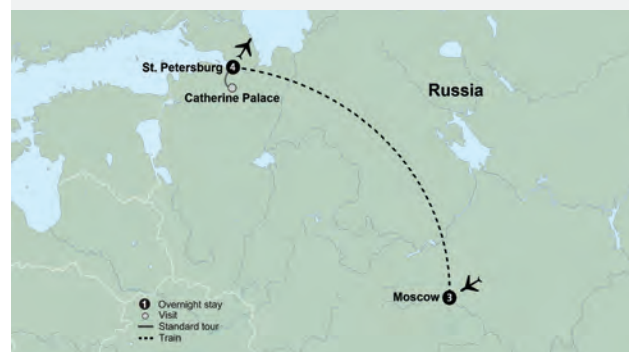 St. Petersburg 4
Catherine Palace
Russia
Moscow 3
1 Overnight stay
Visit
Standard tour
Train